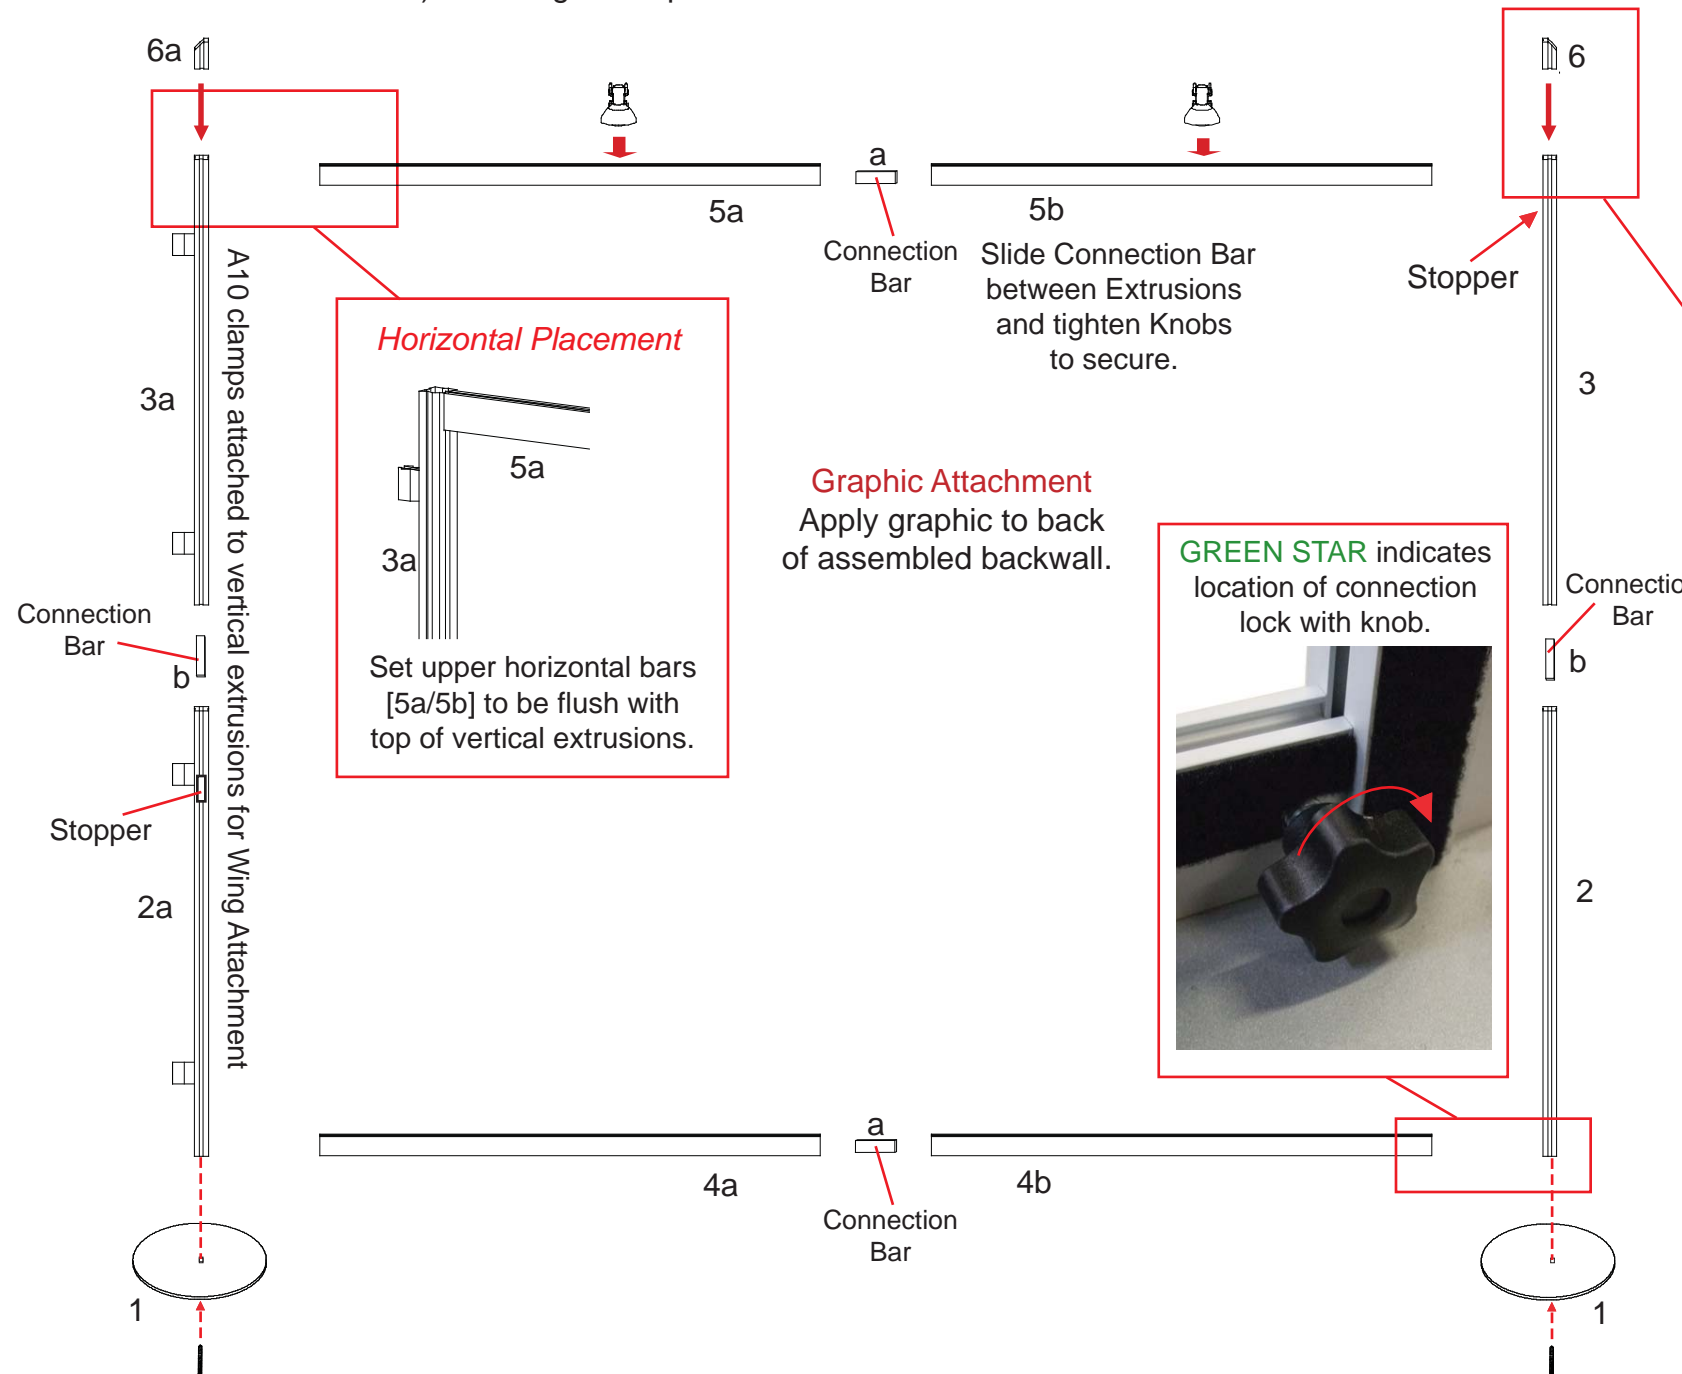 6a
6
a
5a
5b
Connection
Bar
Slide Connection Bar
between Extrusions
and tighten Knobs
to secure.
Stopper
A10 clamps attached to vertical extrusions for Wing Attachment
Horizontal Placement
5a
3a
Set upper horizontal bars
[5a/5b] to be flush with
top of vertical extrusions.
3a
3
Graphic Attachment
Apply graphic to back
of assembled backwall.
GREEN STAR indicates
location of connection
lock with knob.
Connection
Bar
b
Connectio
Bar
b
Stopper
2a
2
a
4a
4b
Connection
Bar
1
1